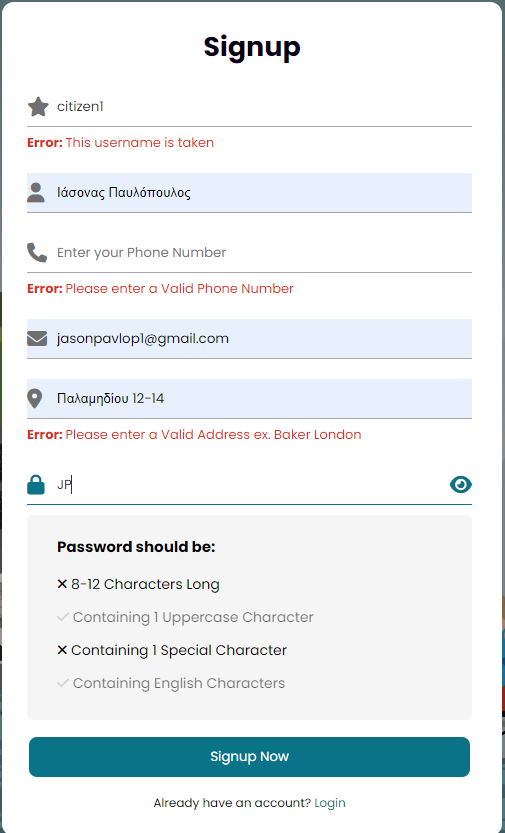 Signup
citizen1
Error: This username is taken
Ιάσονας Παυλόπουλος
Enter your Phone Number
Error: Please enter a Valid Phone Number
jasonpavlop1@gmail.com
Παλαμηδίου 12-14
Error: Please enter a Valid Address ex. Baker London
JP
Password should be:
8-12 Characters Long
Containing 1 Uppercase Character
Containing 1 Special Character
Containing English Characters
Signup Now
Already have an account? Login